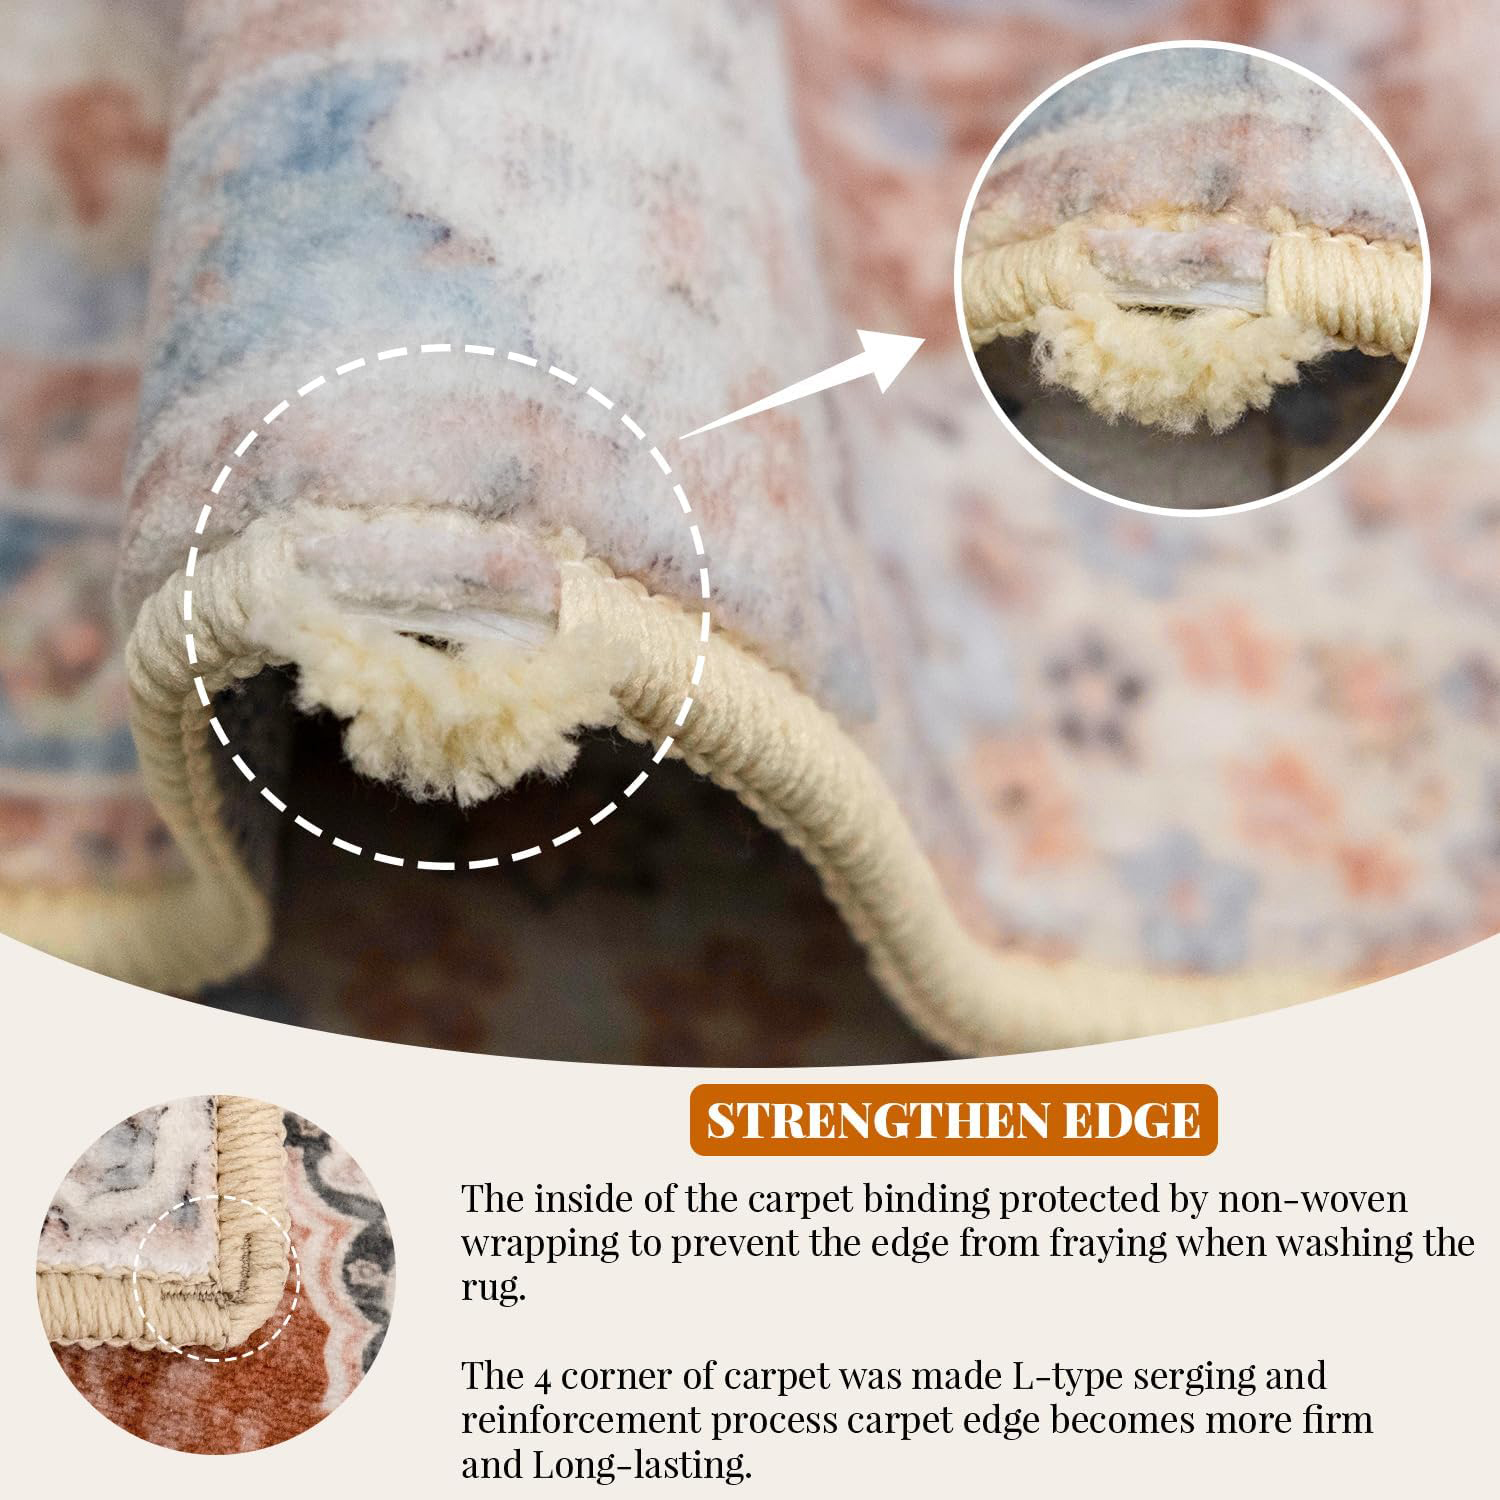 STRENGTHEN EDGE
The inside of the carpet binding protected by non-woven
wrapping to prevent the edge from fraying when washing the
rug.
The 4 corner of carpet was made L-type serging and
reinforcement process carpet edge becomes more firm
and Long-lasting.